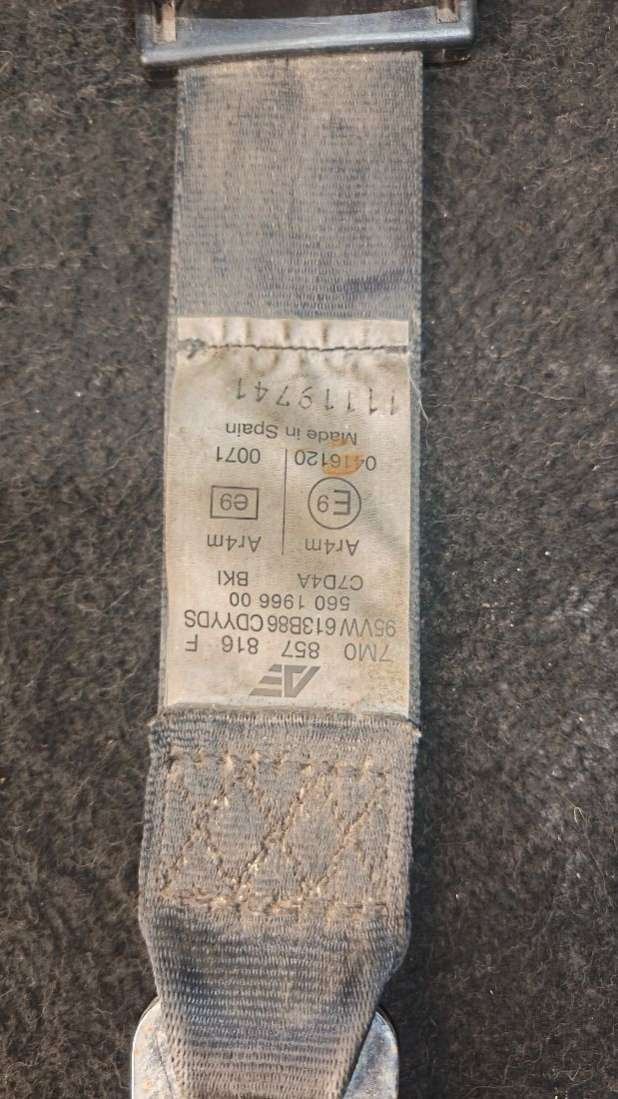 7M0 857 816 F
95VW613B86CDYYDS
560 1966 00
C7D4A BKI
Ar4m Ar4m
E9 e9
0416120 0071
Made in Spain
11119741